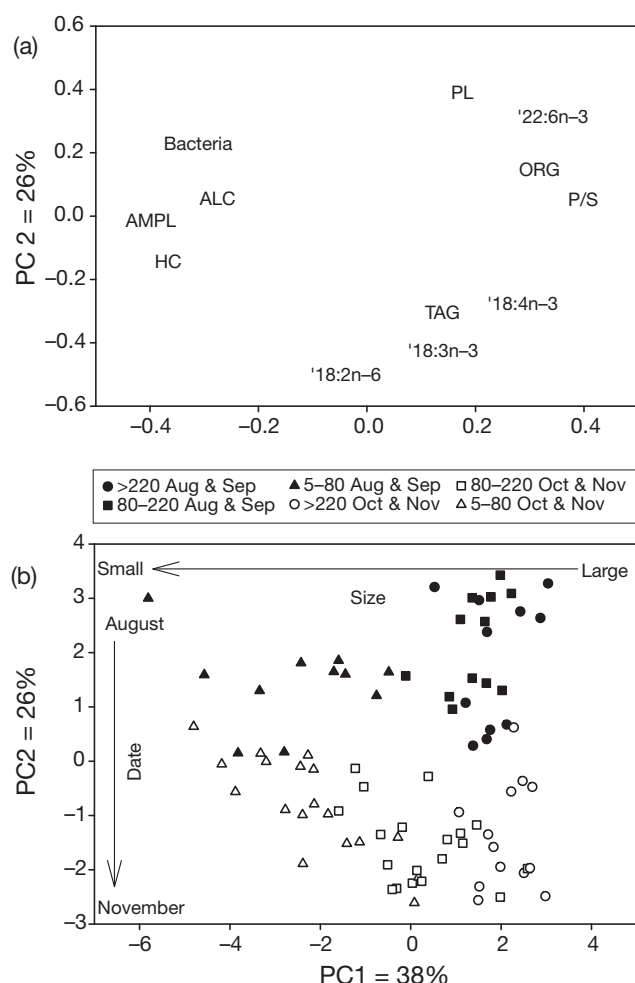 (a)
0.6
0.4
0.2
0.0
−0.2
−0.4
−0.6
PC 2 = 26%
PL
'22:6n–3
Bacteria
ORG
ALC
P/S
AMPL
HC
'18:4n–3
TAG
'18:3n–3
'18:2n–6
−0.4 −0.2 0.0 0.2 0.4
>220 Aug & Sep 5–80 Aug & Sep 80–220 Oct & Nov
80–220 Aug & Sep >220 Oct & Nov 5–80 Oct & Nov
(b)
4
3
2
1
0
−1
−2
−3
PC2 = 26%
Small Large
Size
August
Date
November
−6 −4 −2 0 2 4
PC1 = 38%